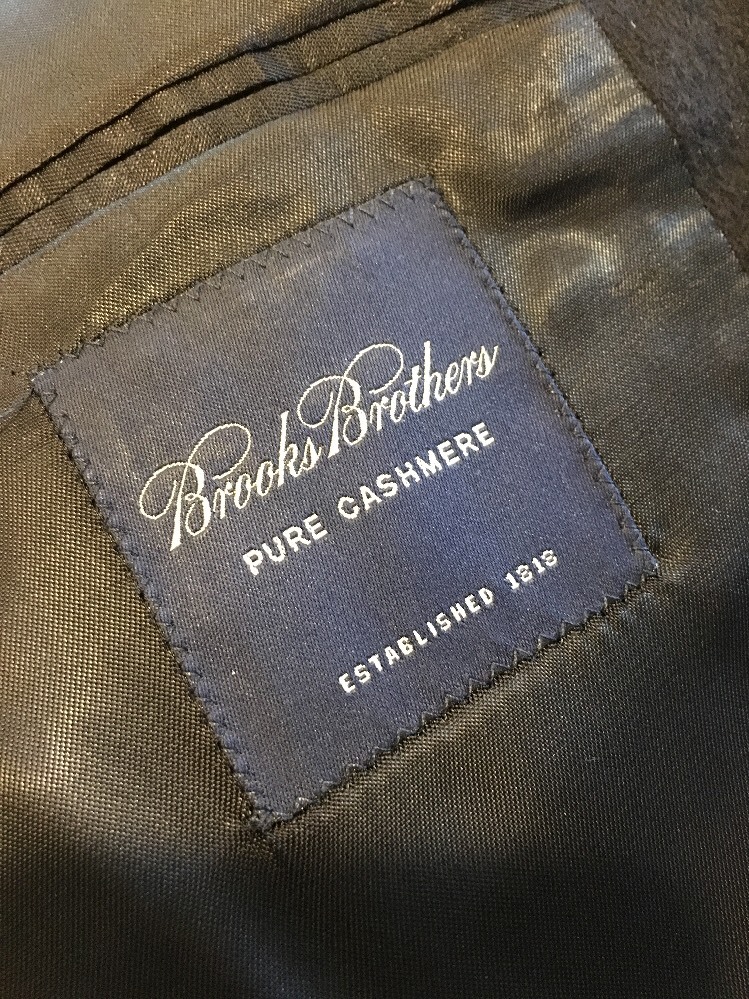 Brooks Brothers
PURE CASHMERE
ESTABLISHED 1818